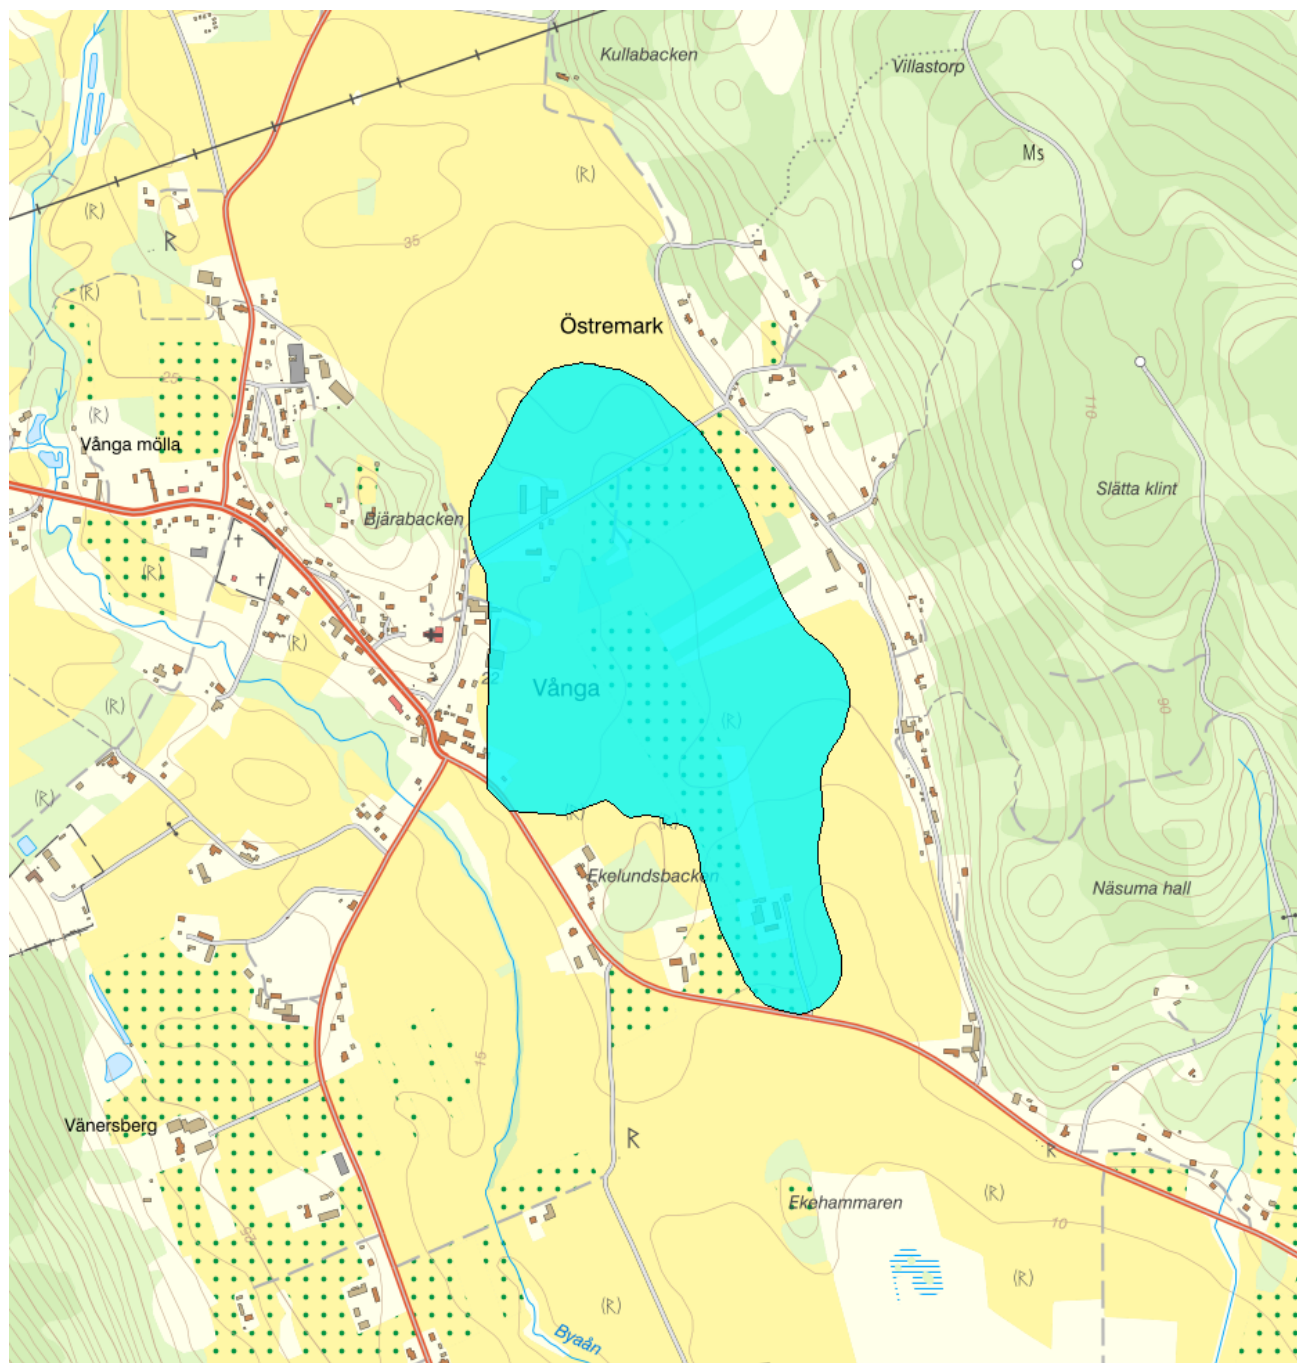 Kullabacken
Villastorp
Ms
(R)
(R)
R
35
(R)
Östremark
25
110
(R)
Vånga mölla
Slätta klint
Bjärabacken
(R)
(R)
22
Vånga
90
(R)
(R)
(R)
(R)
(R)
Ekelundsbacken
Näsuma hall
15
Vänersberg
R
R
Ekehammaren
(R)
10
25
(R)
(R)
Byaån